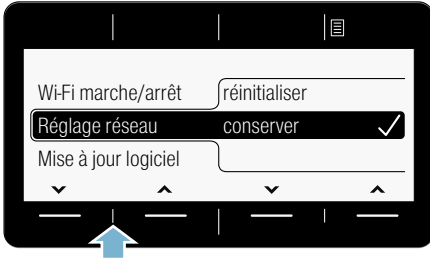 Wi-Fi marche/arrêt réinitialiser
Réglage réseau conserver
Mise à jour logiciel